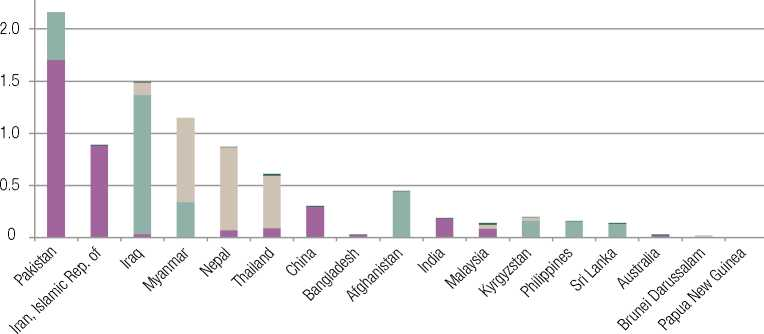 2.0
1.5
1.0
0.5
0
Pakistan
Iran, Islamic Rep. of
Iraq
Myanmar
Nepal
Thailand
China
Bangladesh
Afghanistan
India
Malaysia
Kyrgyzstan
Philippines
Sri Lanka
Australia
Brunei Darussalam
Papua New Guinea